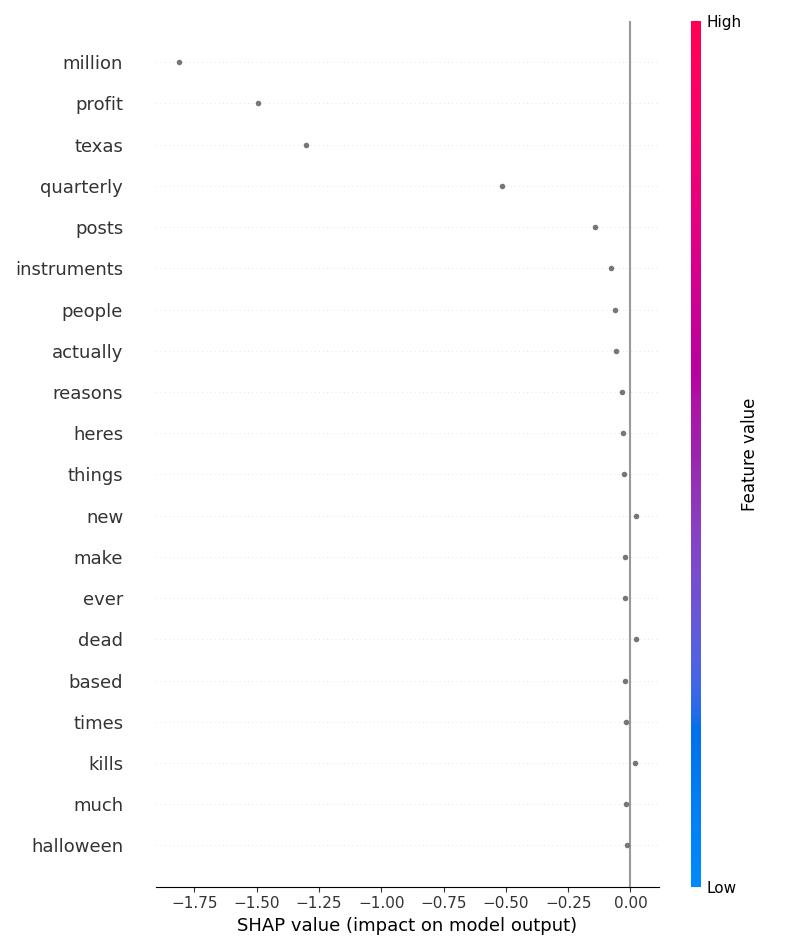 High
million
profit
texas
quarterly
posts
instruments
people
actually
reasons
heres
things
new
make
ever
dead
based
times
kills
much
halloween
Feature value
Low
−1.75 −1.50 −1.25 −1.00 −0.75 −0.50 −0.25 0.00
SHAP value (impact on model output)